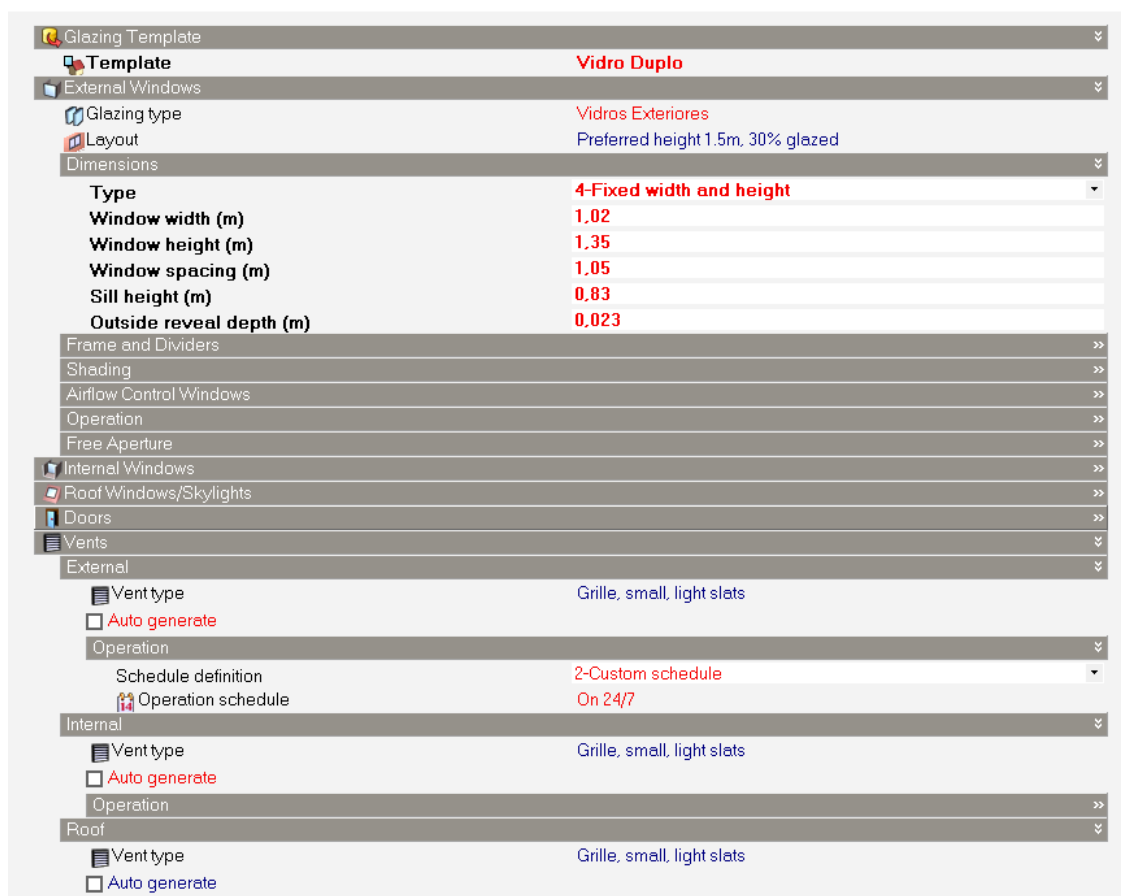 Glazing Template
Template Vidro Duplo
External Windows
Glazing type Vidros Exteriores
Layout Preferred height 1.5m, 30% glazed
Dimensions
Type 4-Fixed width and height
Window width (m) 1,02
Window height (m) 1,35
Window spacing (m) 1,05
Sill height (m) 0,83
Outside reveal depth (m) 0,023
Frame and Dividers
Shading
Airflow Control Windows
Operation
Free Aperture
Internal Windows
Roof Windows/Skylights
Doors
Vents
External
Vent type Grille, small, light slats
Auto generate
Operation
Schedule definition 2-Custom schedule
14 Operation schedule On 24/7
Internal
Vent type Grille, small, light slats
Auto generate
Operation
Roof
Vent type Grille, small, light slats
Auto generate